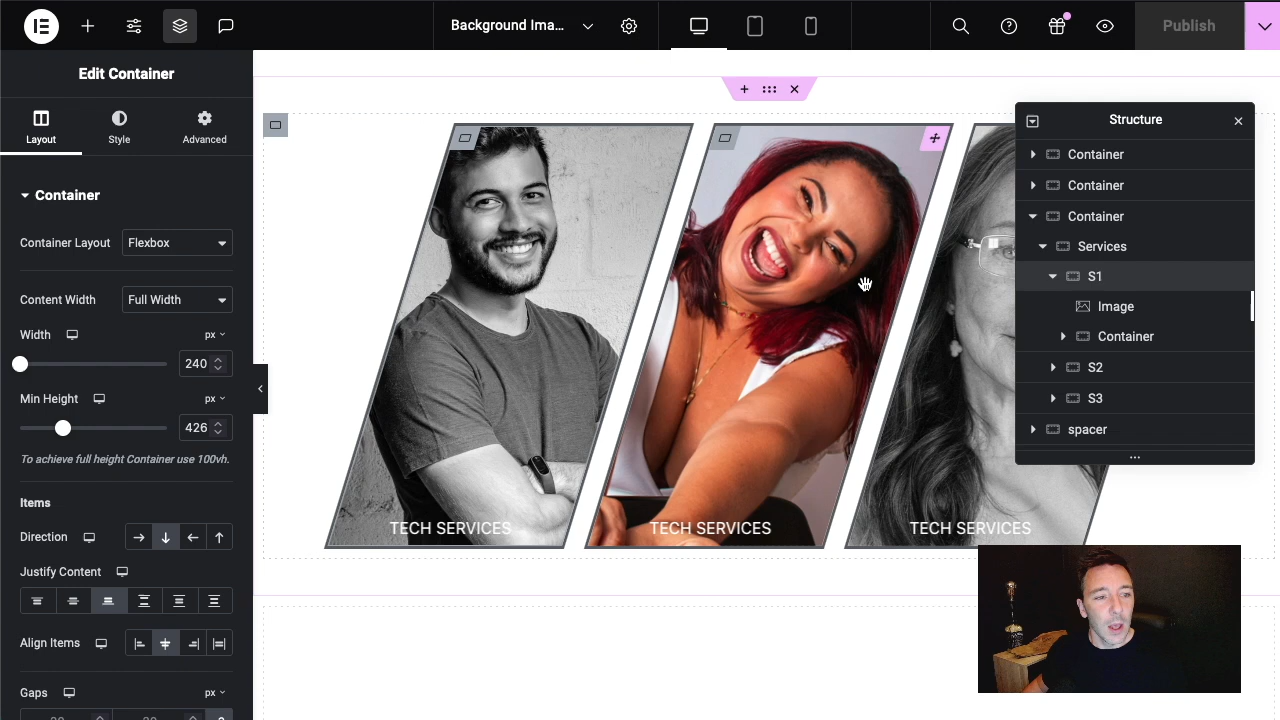 Background Ima...
Publish
Edit Container
Layout
Style
Advanced
Container
Container Layout
Flexbox
Content Width
Full Width
Width
px
240
Min Height
px
426
To achieve full height Container use 100vh.
Items
Direction
Justify Content
Align Items
Gaps
px
TECH SERVICES
TECH SERVICES
TECH SERVICES
Structure
Container
Container
Container
Services
S1
Image
Container
S2
S3
spacer